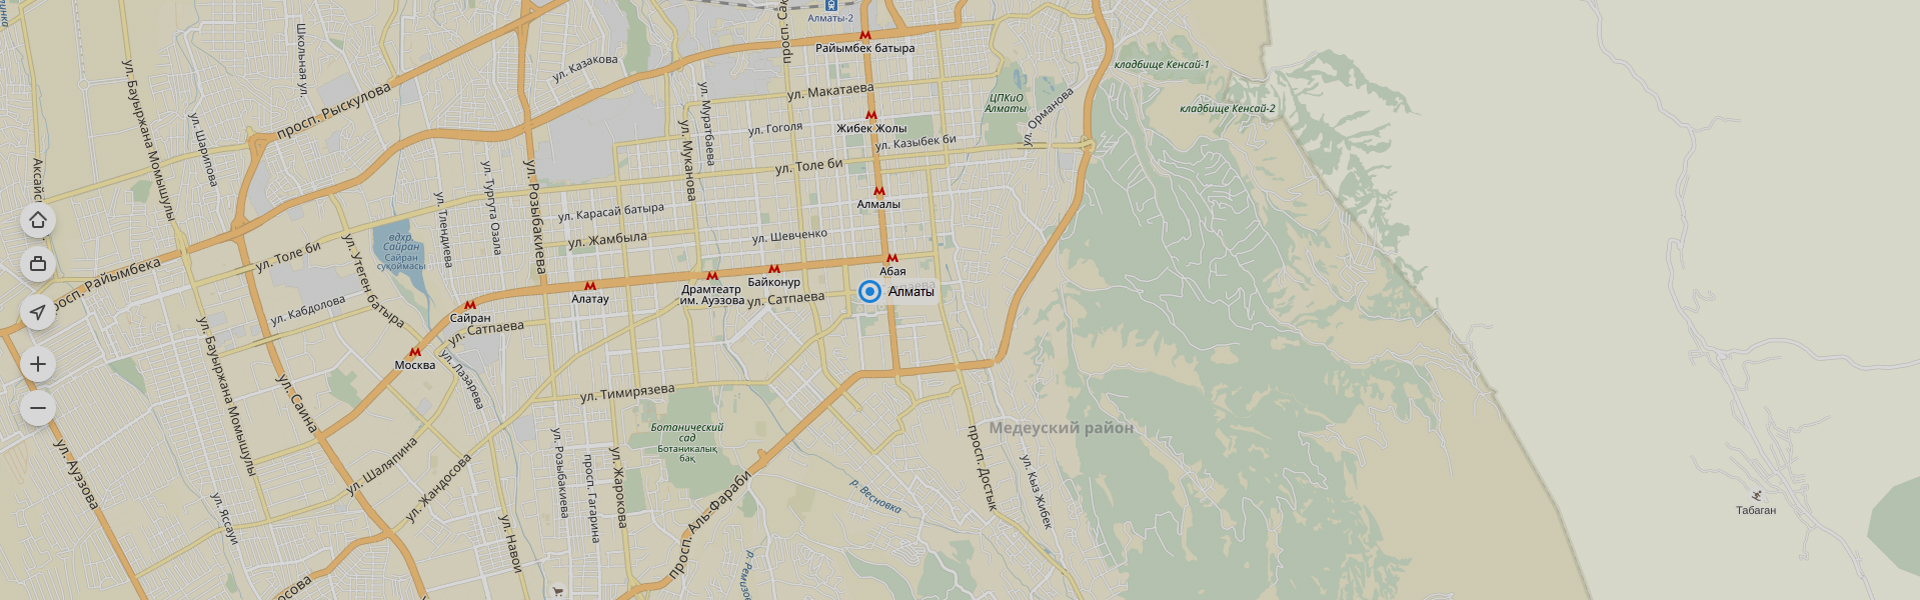 Алматы-2
Райымбек батыра
кладбище Кенсай-1
кладбище Кенсай-2
Школьная ул.
ул. Казакова
просп. Рыскулова
ул. Бауыржана Момышулы
ул. Шарипова
ул. Макатаева
ЦПКиО
Алматы
ул. Орманова
Жибек Жолы
ул. Гоголя
ул. Муратбаева
ул. Муканова
ул. Казыбек би
ул. Толе би
Алмалы
ул. Розыбакиева
ул. Тургута Озала
ул. Тлендиева
ул. Карасай батыра
ул. Жамбыла
ул. Шевченко
вдхр.
Сайран
Сайран
суқоймасы
ул. Толе би
ул. Утеген батыра
ул. Кабдолова
Абая
Байконур
Драмтеатр
им. Ауэзова
Алатау
ул. Сатпаева
Алматы
Сайран
ул. Сатпаева
Москва
ул. Лазарева
ул. Бауыржана Момышулы
ул. Саина
ул. Тимирязева
Ботанический
сад
Ботаникалық
бақ
Медеуский район
ул. Ауэзова
ул. Шаляпина
ул. Жандосова
ул. Яссауи
ул. Розыбакиева
просп. Гагарина
ул. Жарокова
ул. Навои
просп. Аль-Фараби
р. Весновка
просп. Достык
ул. Кыз Жибек
Табаган